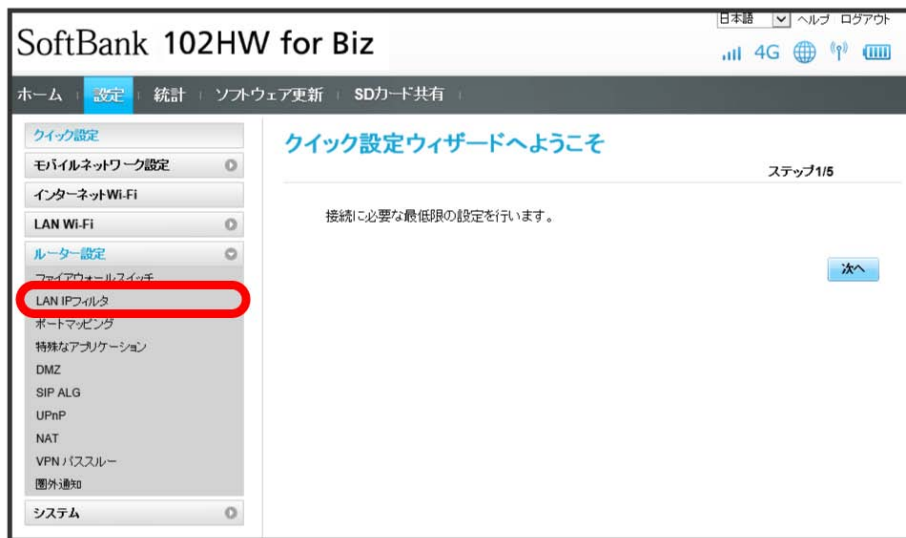 日本語 ヘルプ ログアウト
SoftBank 102HW for Biz
4G
ホーム 設定 統計 ソフトウェア更新 SDカード共有
クイック設定
モバイルネットワーク設定
インターネットWi-Fi
LAN Wi-Fi
ルーター設定
ファイアウォールスイッチ
LAN IPフィルタ
ポートマッピング
特殊なアプリケーション
DMZ
SIP ALG
UPnP
NAT
VPN パススルー
圏外通知
システム
クイック設定ウィザードへようこそ
ステップ1/5
接続に必要な最低限の設定を行います。
次へ